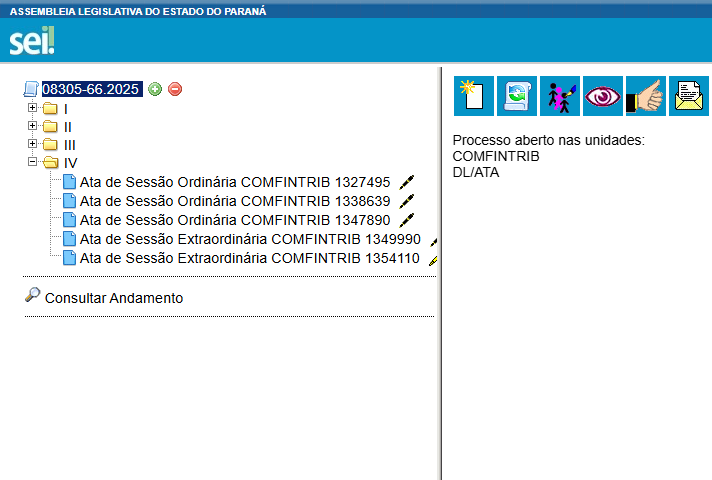 ASSEMBLEIA LEGISLATIVA DO ESTADO DO PARANÁ
sei!
08305-66.2025
I
II
III
IV
Ata de Sessão Ordinária COMFINTRIB 1327495
Ata de Sessão Ordinária COMFINTRIB 1338639
Ata de Sessão Ordinária COMFINTRIB 1347890
Ata de Sessão Extraordinária COMFINTRIB 1349990
Ata de Sessão Extraordinária COMFINTRIB 1354110
Consultar Andamento
Processo aberto nas unidades:
COMFINTRIB
DL/ATA